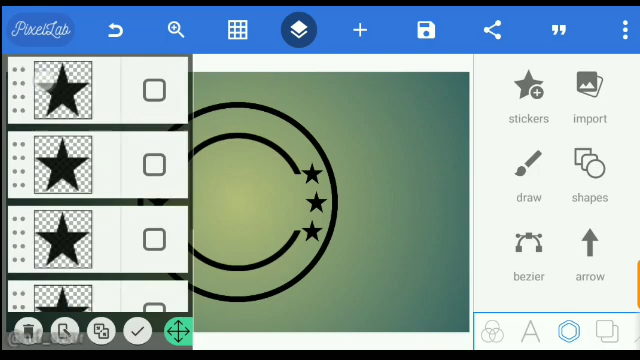 PixelLab
stickers
import
draw
shapes
bezier
arrow